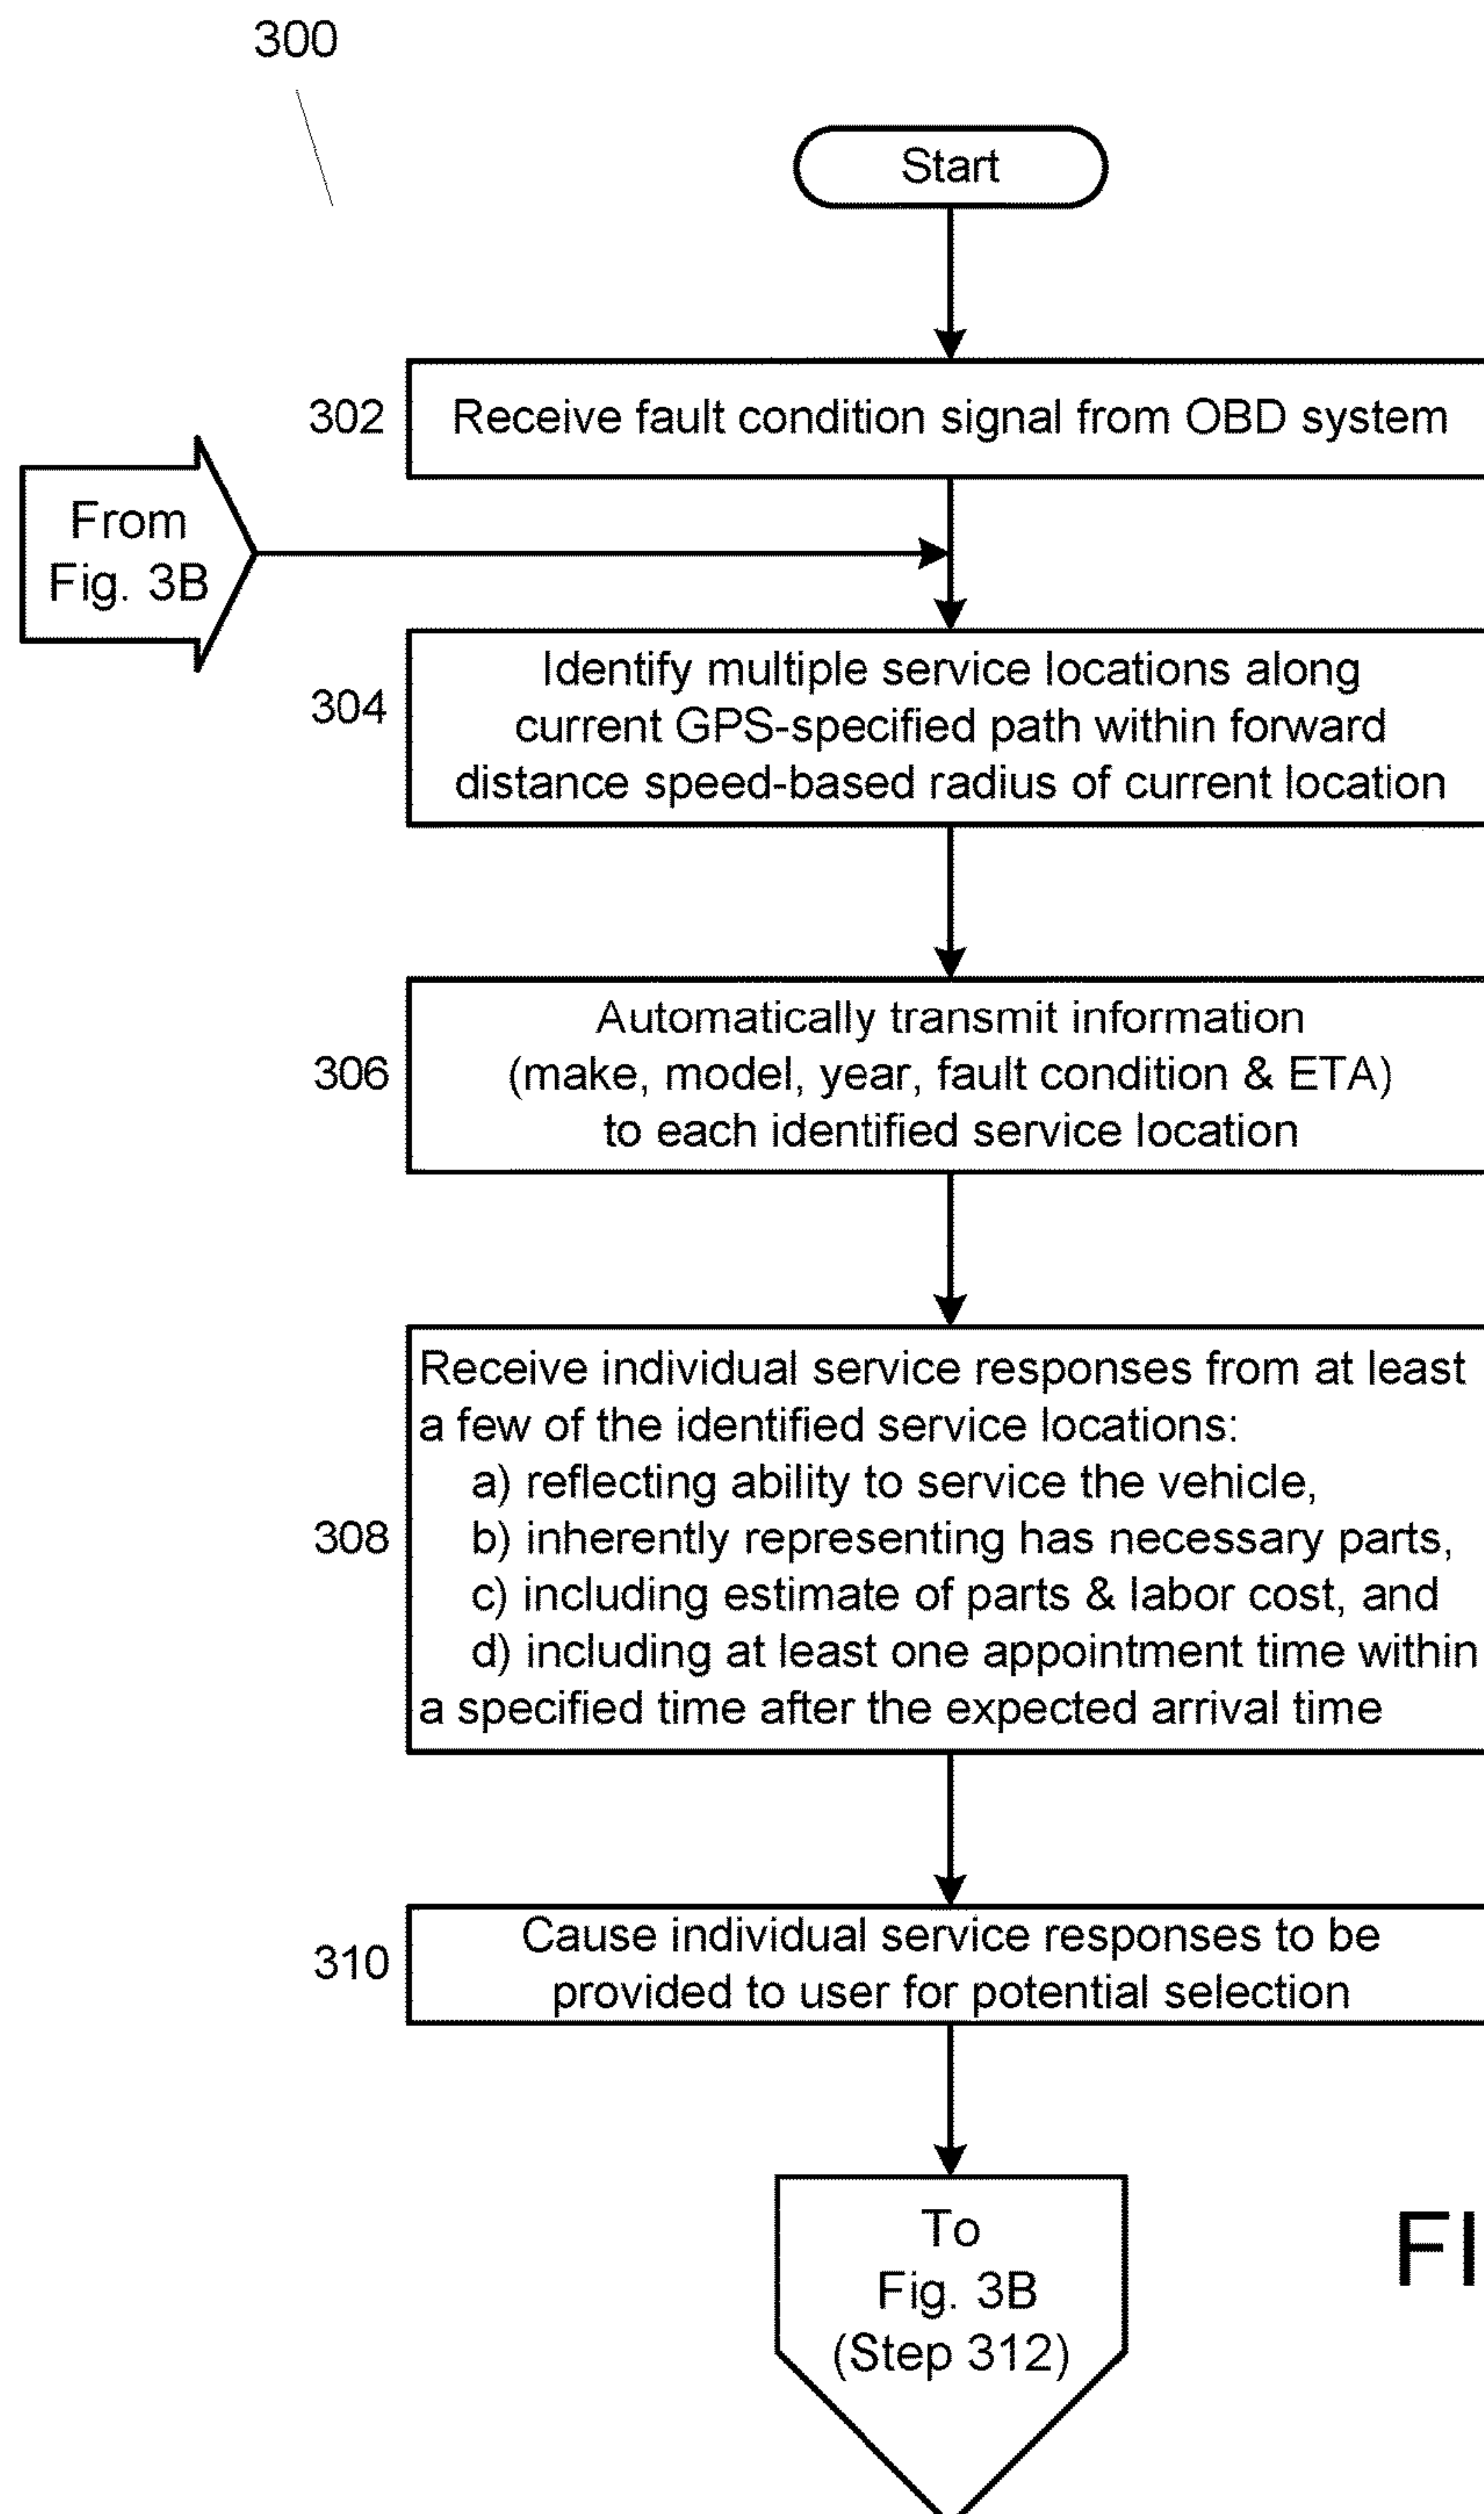 300
Start
302
Receive fault condition signal from OBD system
From
Fig. 3B
304
Identify multiple service locations along
current GPS-specified path within forward
distance speed-based radius of current location
306
Automatically transmit information
(make, model, year, fault condition & ETA)
to each identified service location
308
Receive individual service responses from at least
a few of the identified service locations:
a) reflecting ability to service the vehicle,
b) inherently representing has necessary parts,
c) including estimate of parts & labor cost, and
d) including at least one appointment time within
a specified time after the expected arrival time
310
Cause individual service responses to be
provided to user for potential selection
To
Fig. 3B
(Step 312)
FI